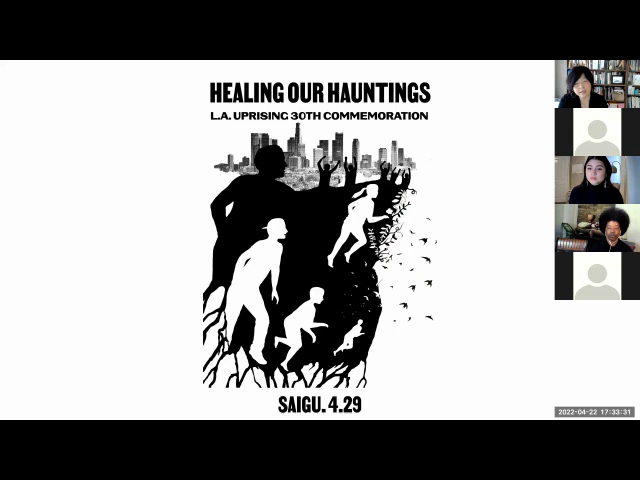 HEALING OUR HAUNTINGS
L.A. UPRISING 30TH COMMEMORATION
SAIGU. 4.29
2022-04-22 17:33:31